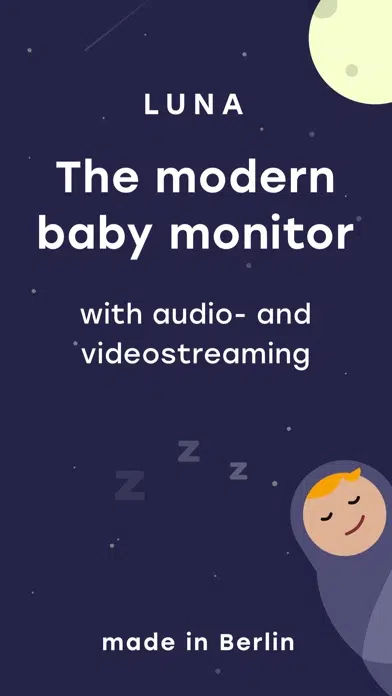 LUNA
The modern
baby monitor
with audio- and
videostreaming
z
z
z
made in Berlin